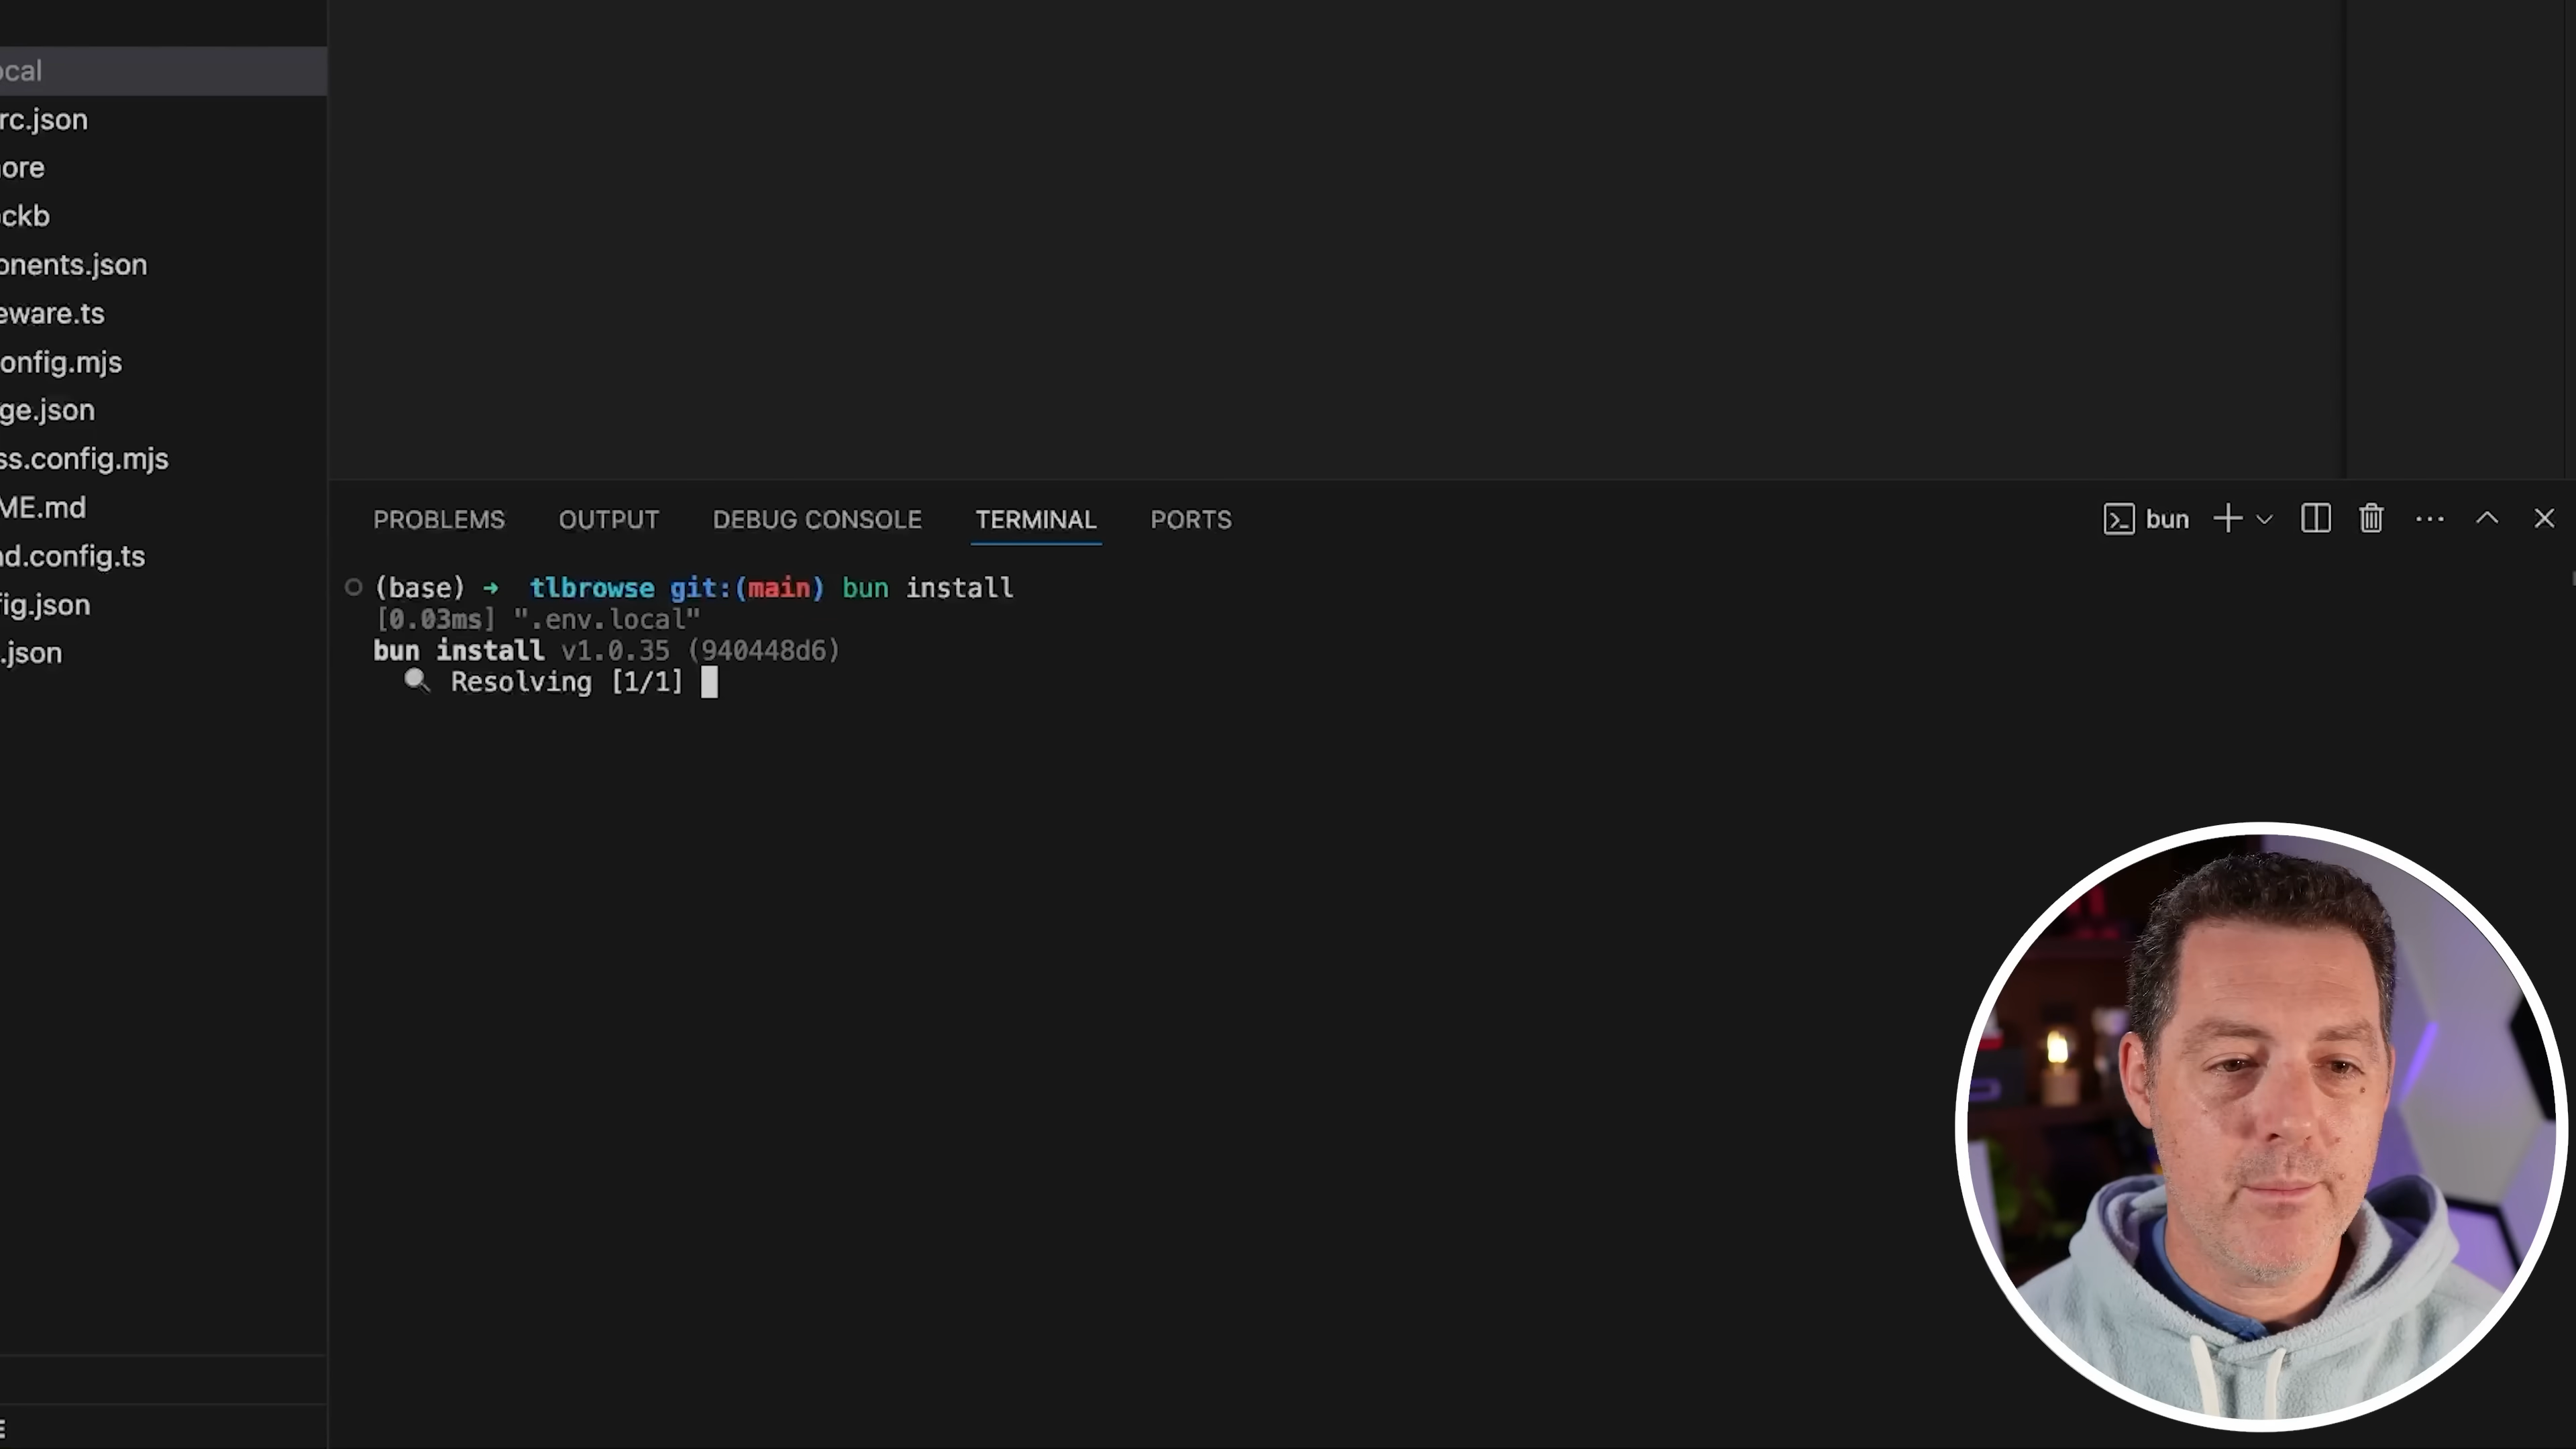 ocal
rc.json
ore
ckb
onents.json
eware.ts
onfig.mjs
ge.json
ss.config.mjs
ME.md
nd.config.ts
fig.json
.json
PROBLEMS OUTPUT DEBUG CONSOLE TERMINAL PORTS bun
(base) ➜ tlbrowse git:(main) bun install
[0.03ms] ".env.local"
bun install v1.0.35 (940448d6)
🔍 Resolving [1/1]